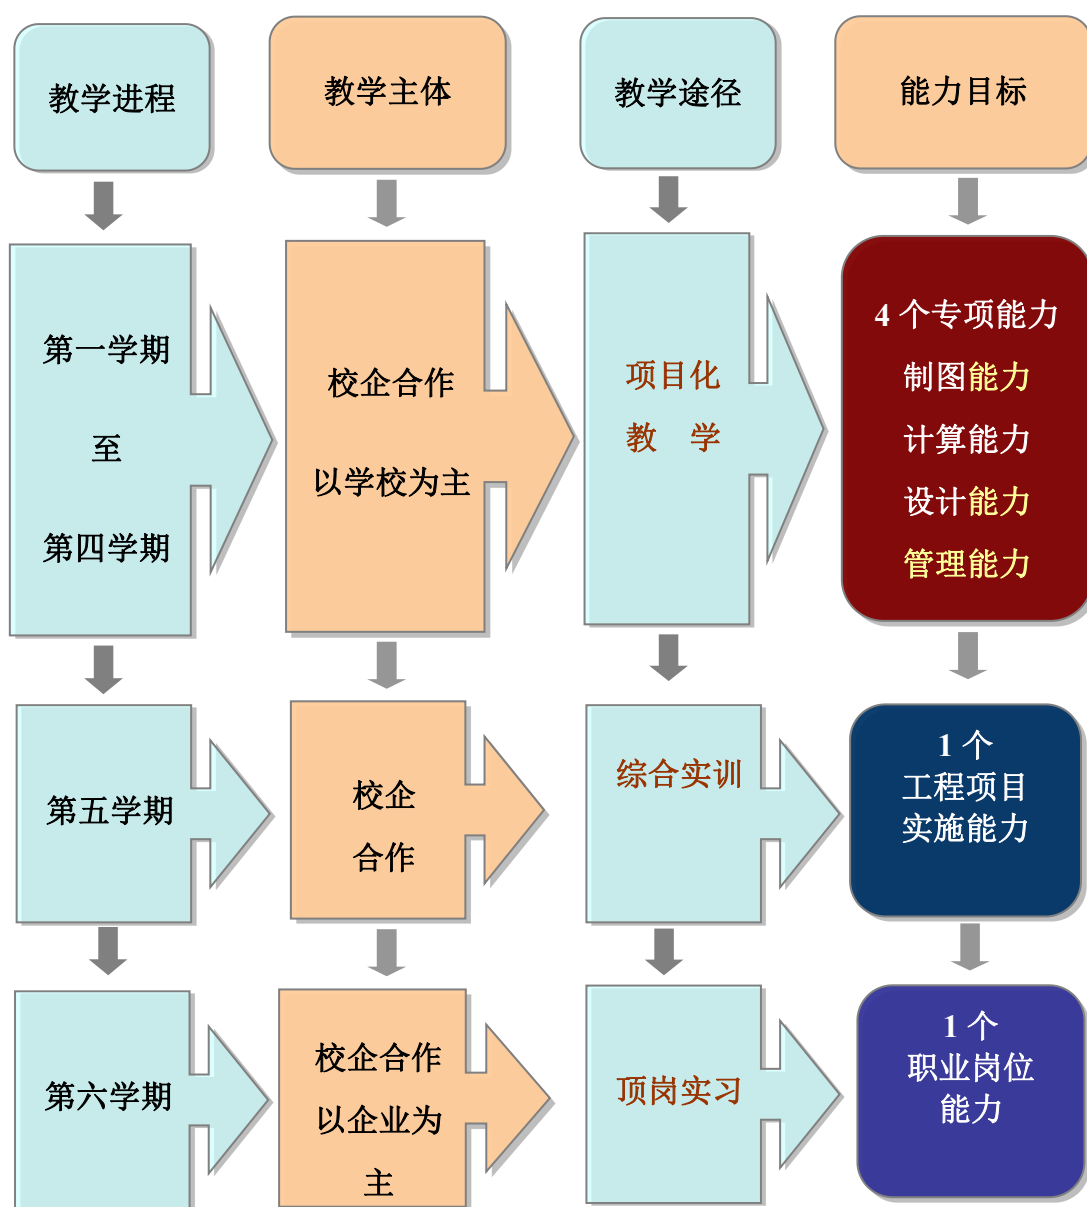 教学进程
教学主体
教学途径
能力目标
第一学期
至
第四学期
校企合作
以学校为主
项目化
教 学
4 个专项能力
制图能力
计算能力
设计能力
管理能力
第五学期
校企
合作
综合实训
1 个
工程项目
实施能力
第六学期
校企合作
以企业为
主
顶岗实习
1 个
职业岗位
能力